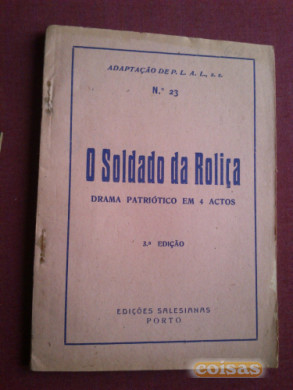 ADAPTAÇÃO DE P. L. A. L., s. s.
N.º 23
O Soldado da Roliça
DRAMA PATRIÓTICO EM 4 ACTOS
3.ª EDIÇÃO
EDIÇÕES SALESIANAS
PORTO
coisas